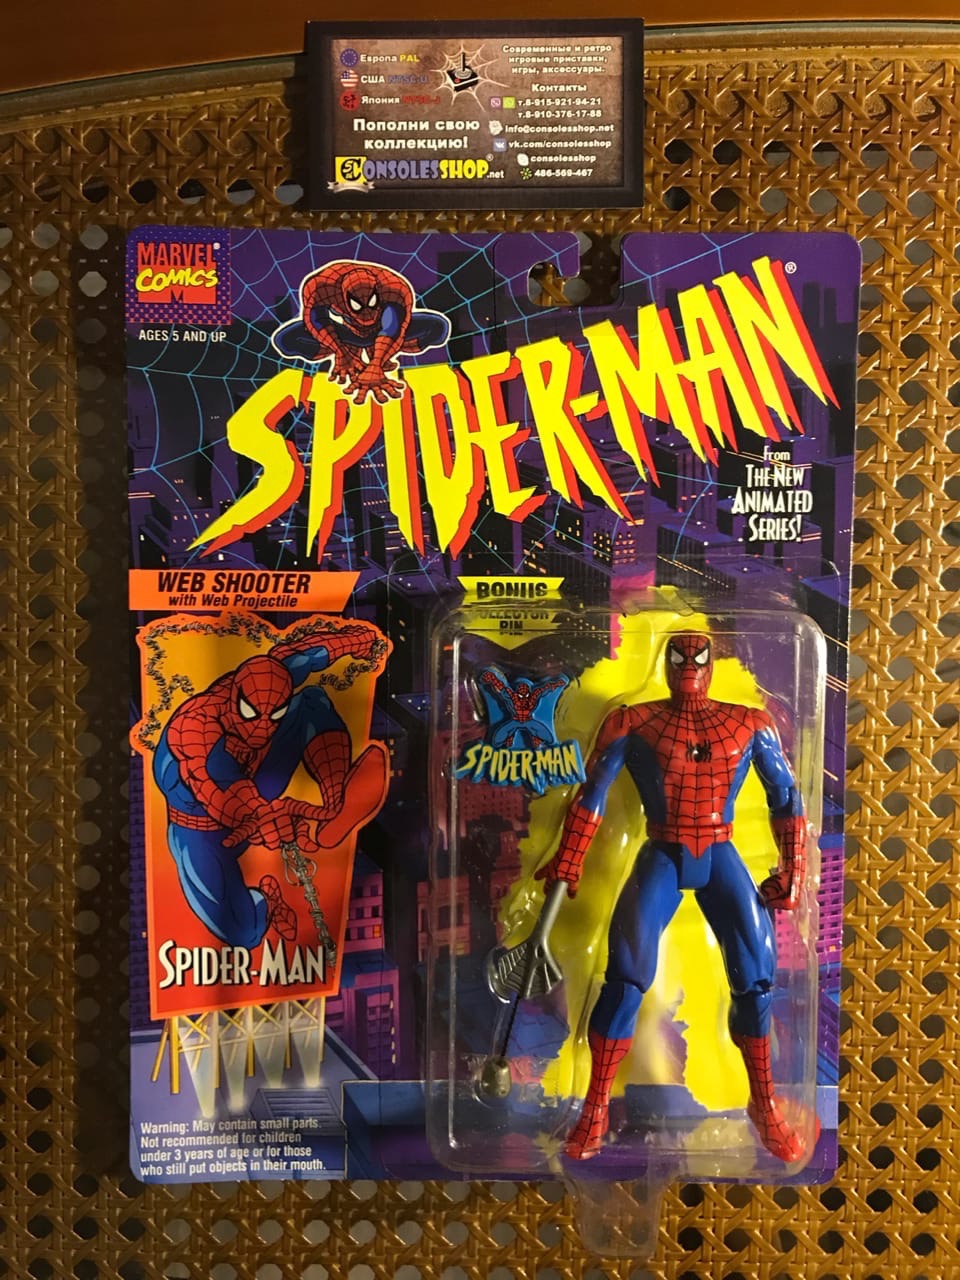 Европа PAL
США NTSC-U
Япония NTSC-J
Пополни свою
коллекцию!
CONSOLESSHOP®.net
Современные и ретро
игровые приставки,
игры, аксессуары.
Контакты
т.8-915-921-94-21
т.8-910-376-17-88
info@consolesshop.net
vk.com/consolesshop
consolesshop
486-569-467
MARVEL®
COMICS
M
AGES 5 AND UP
SPIDER-MAN®
from
THE NEW
ANIMATED
SERIES!
WEB SHOOTER
with Web Projectile
BONUS
COLLECTOR
PIN
SPIDER-MAN
SPIDER-MAN
Warning: May contain small parts.
Not recommended for children
under 3 years of age or for those
who still put objects in their mouth.